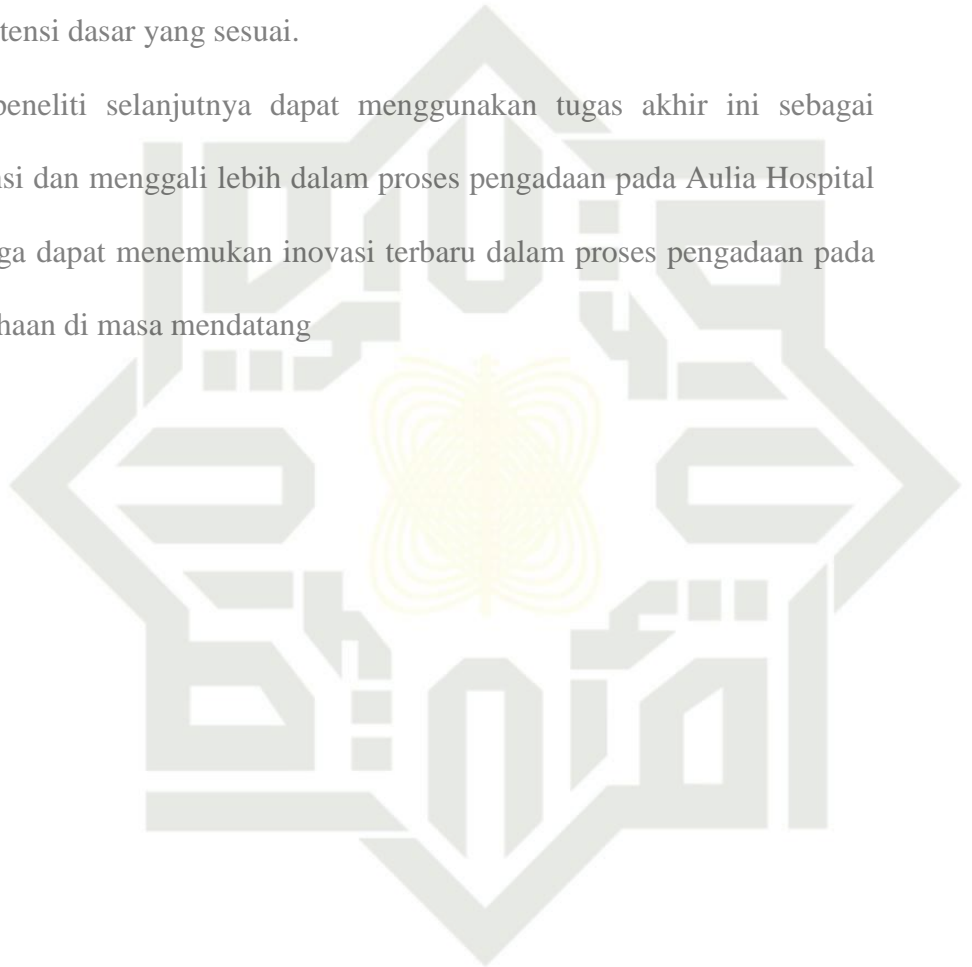 tensi dasar yang sesuai.
peneliti selanjutnya dapat menggunakan tugas akhir ini sebagai
nsi dan menggali lebih dalam proses pengadaan pada Aulia Hospital
ga dapat menemukan inovasi terbaru dalam proses pengadaan pada
haan di masa mendatang